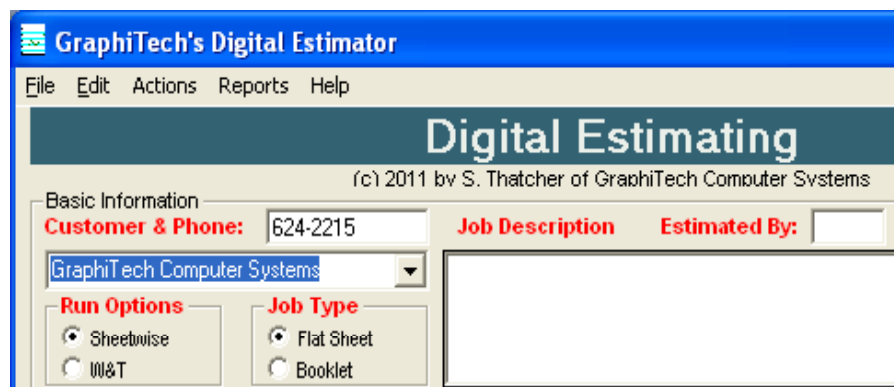 GraphiTech's Digital Estimator
File Edit Actions Reports Help
Digital Estimating
(c) 2011 by S. Thatcher of GraphiTech Computer Systems
Basic Information
Customer & Phone: 624-2215 Job Description Estimated By:
GraphiTech Computer Systems
Run Options Job Type
Sheetwise Flat Sheet
W&T Booklet